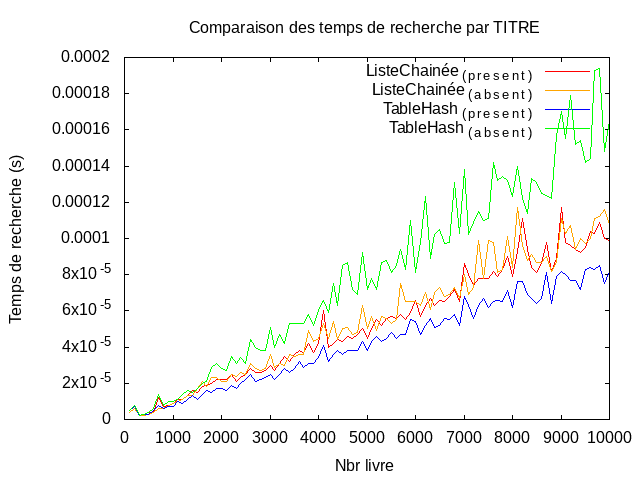 Comparaison des temps de recherche par TITRE
0.0002
0.00018
0.00016
0.00014
0.00012
0.0001
8x10-5
6x10-5
4x10-5
2x10-5
0
Temps de recherche (s)
ListeChainée (present)
ListeChainée (absent)
TableHash (present)
TableHash (absent)
0 1000 2000 3000 4000 5000 6000 7000 8000 9000 10000
Nbr livre